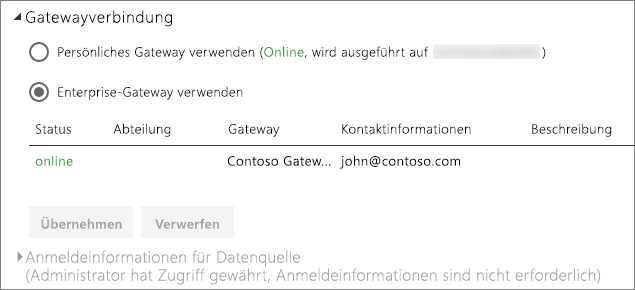 Gatewayverbindung
Persönliches Gateway verwenden (Online, wird ausgeführt auf )
Enterprise-Gateway verwenden
Status Abteilung Gateway Kontaktinformationen Beschreibung
online Contoso Gatew... john@contoso.com
Übernehmen Verwerfen
Anmeldeinformationen für Datenquelle
(Administrator hat Zugriff gewährt, Anmeldeinformationen sind nicht erforderlich)